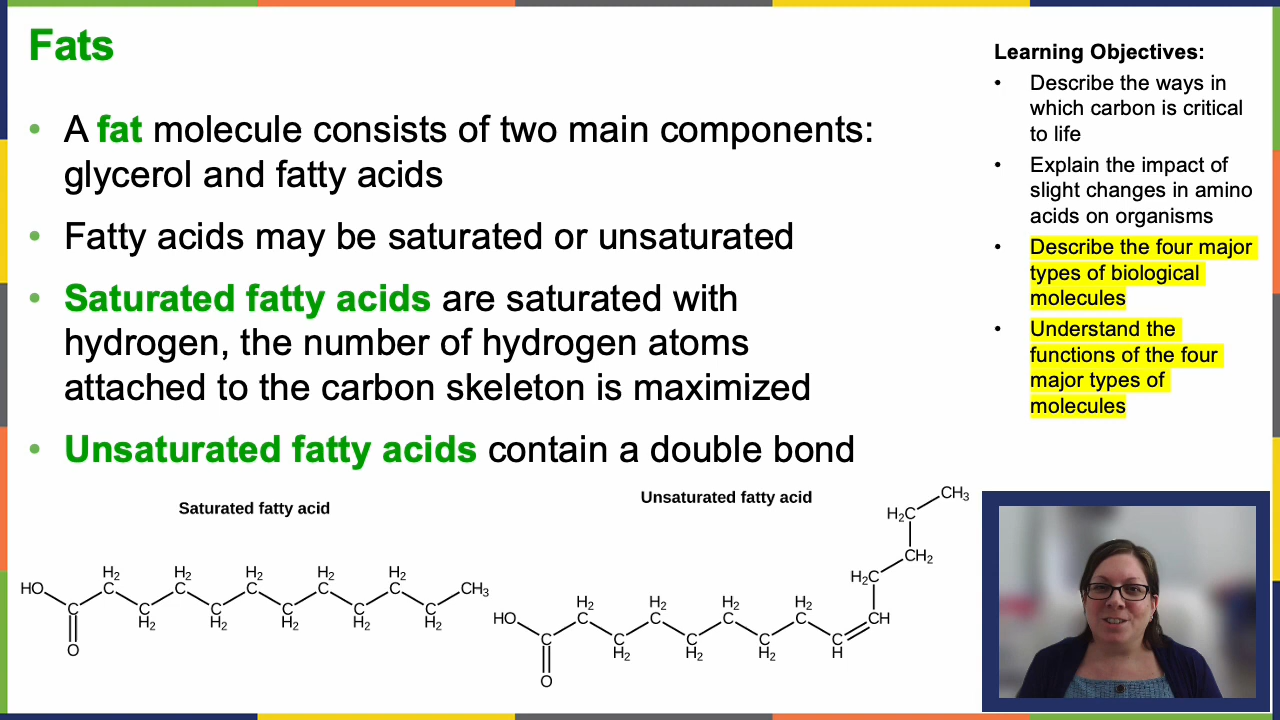 Fats
• A fat molecule consists of two main components:
glycerol and fatty acids
• Fatty acids may be saturated or unsaturated
• Saturated fatty acids are saturated with
hydrogen, the number of hydrogen atoms
attached to the carbon skeleton is maximized
• Unsaturated fatty acids contain a double bond
Learning Objectives:
• Describe the ways in
which carbon is critical
to life
• Explain the impact of
slight changes in amino
acids on organisms
• Describe the four major
types of biological
molecules
• Understand the
functions of the four
major types of
molecules
Saturated fatty acid
H₂ H₂ H₂ H₂ H₂
HO C C C C C CH₃
C C C C C C
H₂ H₂ H₂ H₂ H₂
O
Unsaturated fatty acid
CH₃
H₂C
CH₂
H₂C
H₂ H₂ H₂ H₂
HO C C C C CH
C C C C C
H₂ H₂ H₂ H
O